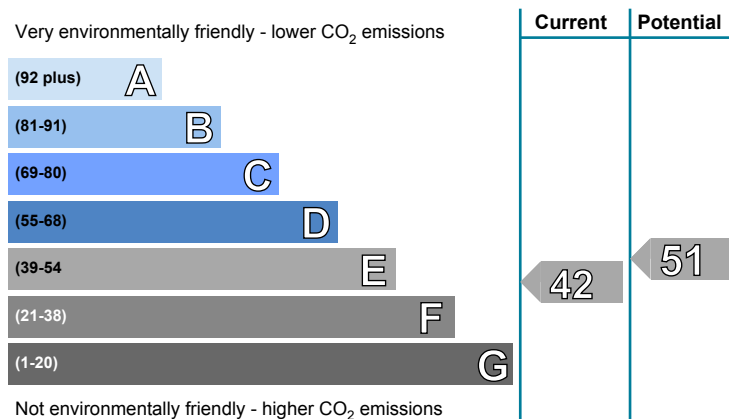 Current Potential
Very environmentally friendly - lower CO₂ emissions
(92 plus) A
(81-91) B
(69-80) C
(55-68) D
(39-54 E
51
42
(21-38) F
(1-20) G
Not environmentally friendly - higher CO₂ emissions